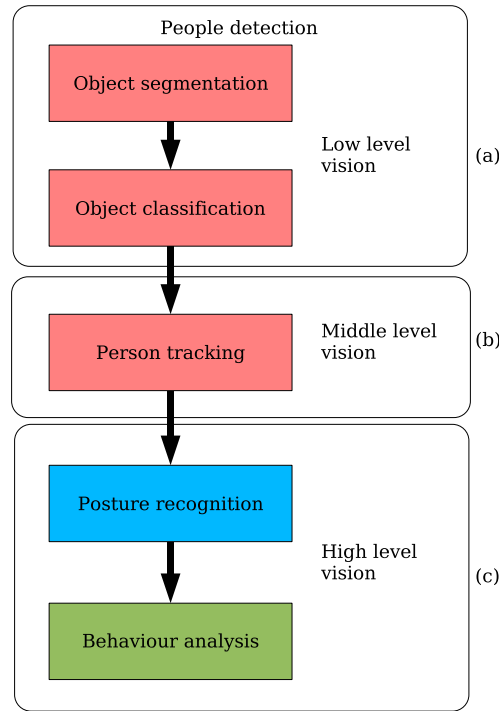 People detection
Object segmentation
Low level
vision
(a)
Object classification
Person tracking
Middle level
vision
(b)
Posture recognition
High level
vision
(c)
Behaviour analysis